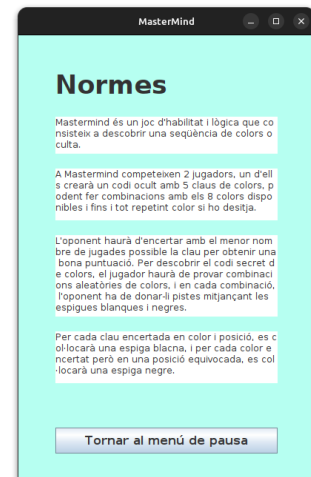 MasterMind
Normes
Mastermind és un joc d'habilitat i lògica que co
nsisteix a descobrir una seqüència de colors o
culta.
A Mastermind competeixen 2 jugadors, un d'ell
s crearà un codi ocult amb 5 claus de colors, p
odent fer combinacions amb els 8 colors dispo
nibles i fins i tot repetint color si ho desitja.
L'oponent haurà d'encertar amb el menor nom
bre de jugades possible la clau per obtenir una
bona puntuació. Per descobrir el codi secret d
e colors, el jugador haurà de provar combinaci
ons aleatòries de colors, i en cada combinació,
l'oponent ha de donar-li pistes mitjançant les
espigues blanques i negres.
Per cada clau encertada en color i posició, es c
ol·locarà una espiga blacna, i per cada color e
ncertat però en una posició equivocada, es col
·locarà una espiga negre.
Tornar al menú de pausa